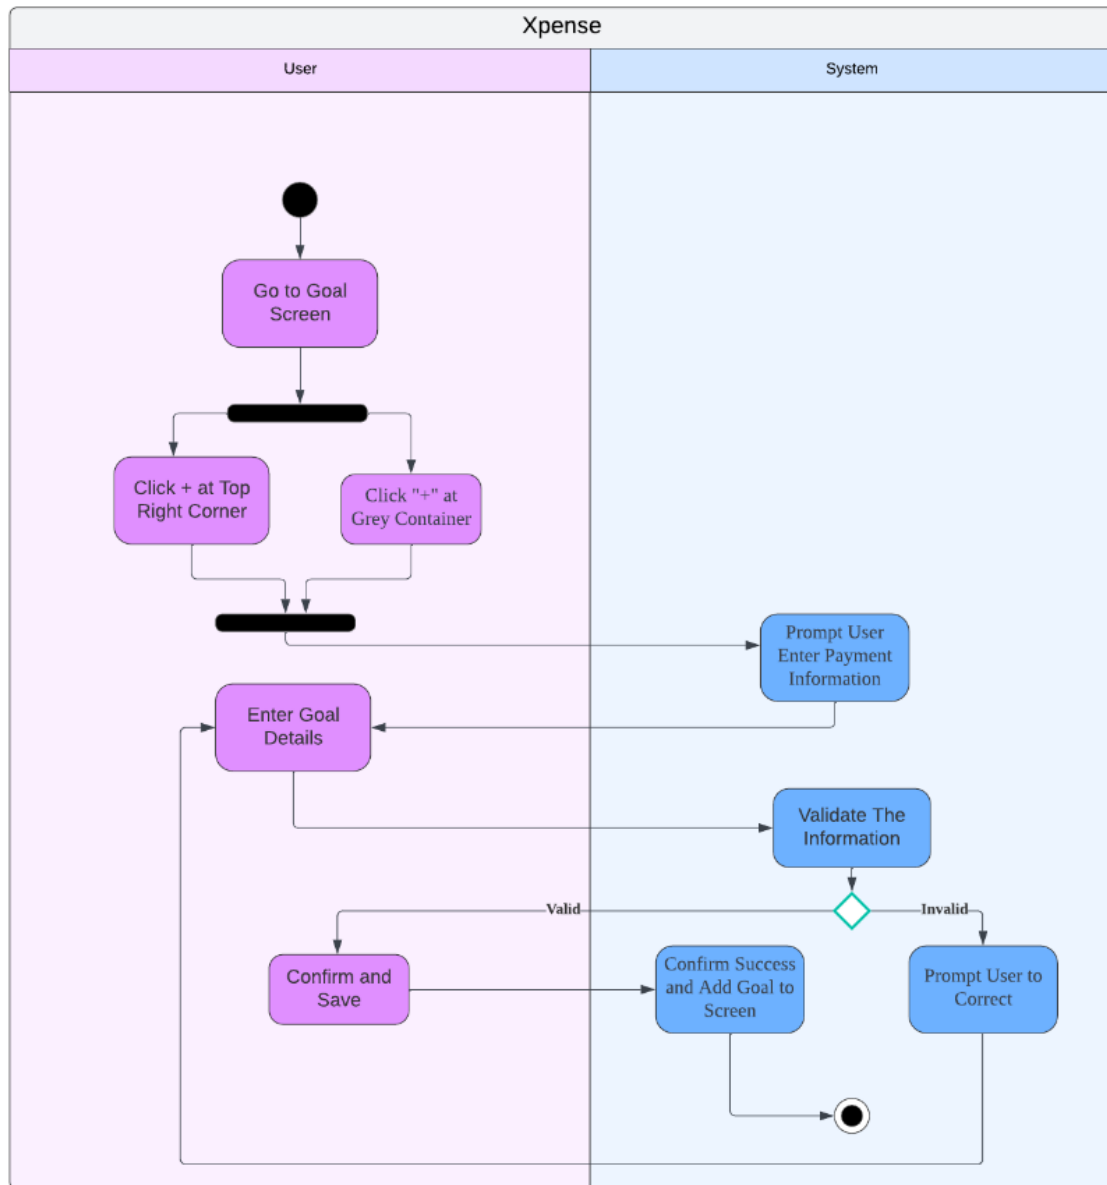 Xpense
User
System
Go to Goal
Screen
Click + at Top
Right Corner
Click "+" at
Grey Container
Prompt User
Enter Payment
Information
Enter Goal
Details
Validate The
Information
Valid
Invalid
Confirm and
Save
Confirm Success
and Add Goal to
Screen
Prompt User to
Correct